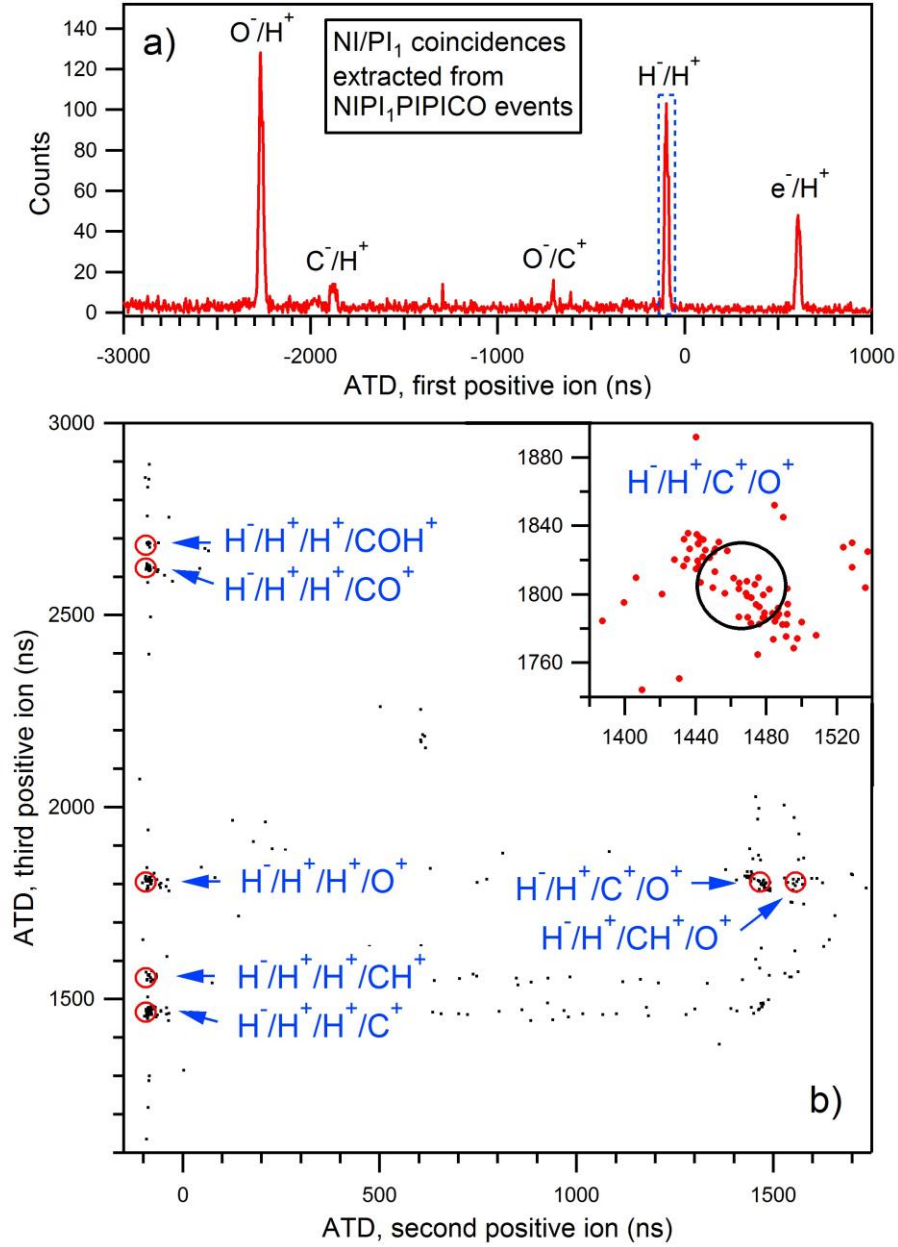 a)
O⁻/H⁺
NI/PI₁ coincidences
extracted from
NIPI₁PIPICO events
H⁻/H⁺
C⁻/H⁺
O⁻/C⁺
e⁻/H⁺
Counts
140
120
100
80
60
40
20
0
-3000
-2000
-1000
0
1000
ATD, first positive ion (ns)
3000
2500
2000
1500
ATD, third positive ion (ns)
H⁻/H⁺/H⁺/COH⁺
H⁻/H⁺/H⁺/CO⁺
H⁻/H⁺/C⁺/O⁺
1880
1840
1800
1760
1400
1440
1480
1520
H⁻/H⁺/H⁺/O⁺
H⁻/H⁺/C⁺/O⁺
H⁻/H⁺/CH⁺/O⁺
H⁻/H⁺/H⁺/CH⁺
H⁻/H⁺/H⁺/C⁺
b)
0
500
1000
1500
ATD, second positive ion (ns)